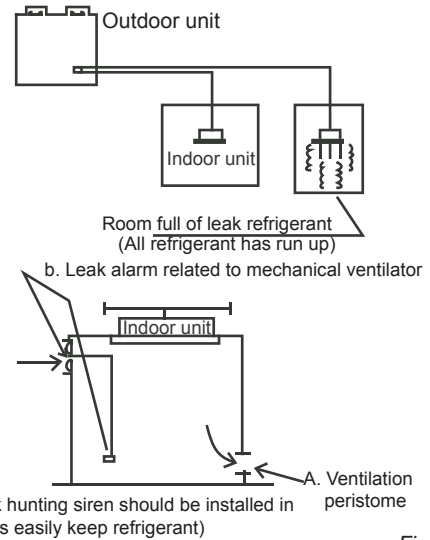 Outdoor unit
Indoor unit
Room full of leak refrigerant
(All refrigerant has run up)
b. Leak alarm related to mechanical ventilator
Indoor unit
A. Ventilation
peristome
hunting siren should be installed in
easily keep refrigerant)